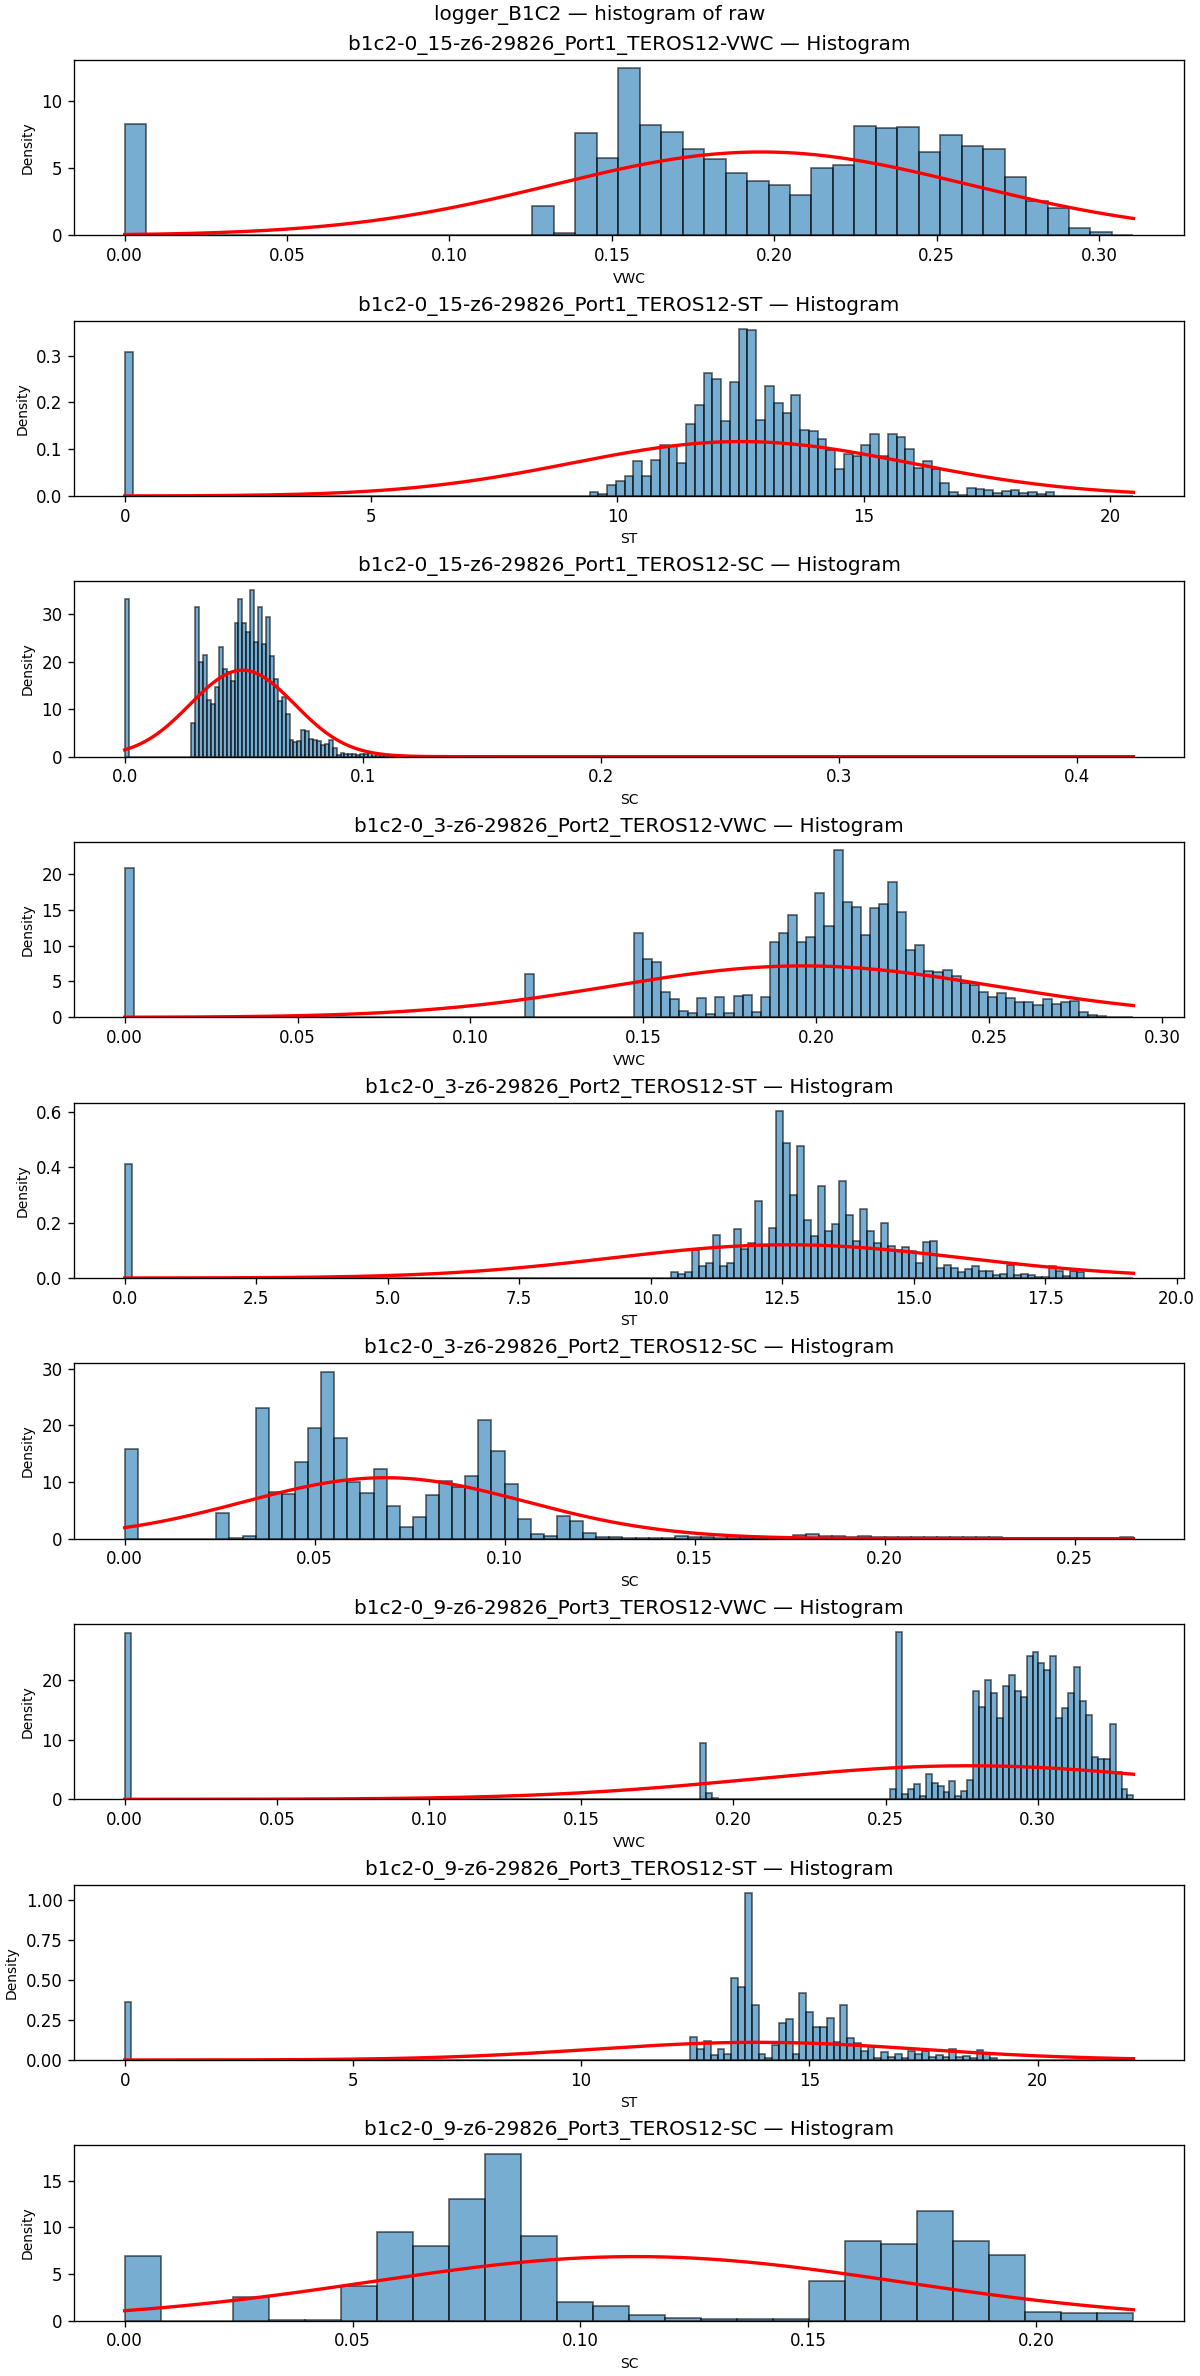 logger_B1C2 — histogram of raw
b1c2-0_15-z6-29826_Port1_TEROS12-VWC — Histogram
Density
10
5
0
0.00 0.05 0.10 0.15 0.20 0.25 0.30
VWC
b1c2-0_15-z6-29826_Port1_TEROS12-ST — Histogram
Density
0.3
0.2
0.1
0.0
0 5 10 15 20
ST
b1c2-0_15-z6-29826_Port1_TEROS12-SC — Histogram
Density
30
20
10
0
0.0 0.1 0.2 0.3 0.4
SC
b1c2-0_3-z6-29826_Port2_TEROS12-VWC — Histogram
Density
20
15
10
5
0
0.00 0.05 0.10 0.15 0.20 0.25 0.30
VWC
b1c2-0_3-z6-29826_Port2_TEROS12-ST — Histogram
Density
0.6
0.4
0.2
0.0
0.0 2.5 5.0 7.5 10.0 12.5 15.0 17.5 20.0
ST
b1c2-0_3-z6-29826_Port2_TEROS12-SC — Histogram
Density
30
20
10
0
0.00 0.05 0.10 0.15 0.20 0.25
SC
b1c2-0_9-z6-29826_Port3_TEROS12-VWC — Histogram
Density
20
10
0
0.00 0.05 0.10 0.15 0.20 0.25 0.30
VWC
b1c2-0_9-z6-29826_Port3_TEROS12-ST — Histogram
Density
1.00
0.75
0.50
0.25
0.00
0 5 10 15 20
ST
b1c2-0_9-z6-29826_Port3_TEROS12-SC — Histogram
Density
15
10
5
0
0.00 0.05 0.10 0.15 0.20
SC